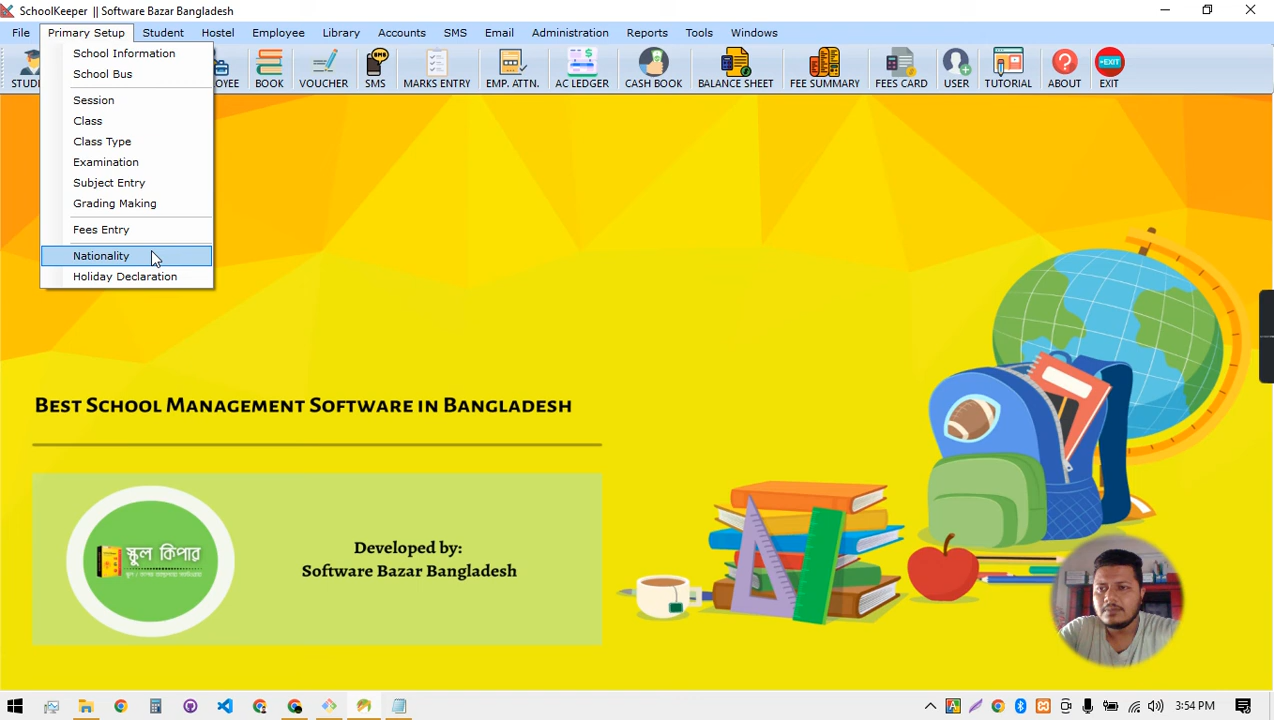 SchoolKeeper || Software Bazar Bangladesh
File Primary Setup Student Hostel Employee Library Accounts SMS Email Administration Reports Tools Windows
School Information
School Bus
Session
Class
Class Type
Examination
Subject Entry
Grading Making
Fees Entry
Nationality
Holiday Declaration
STUD OYEE BOOK VOUCHER SMS MARKS ENTRY EMP. ATTN. AC LEDGER CASH BOOK BALANCE SHEET FEE SUMMARY FEES CARD USER TUTORIAL ABOUT EXIT
SMS
EXIT
Best School Management Software in Bangladesh
স্কুল কিপার
Developed by:
Software Bazar Bangladesh
3:54 PM